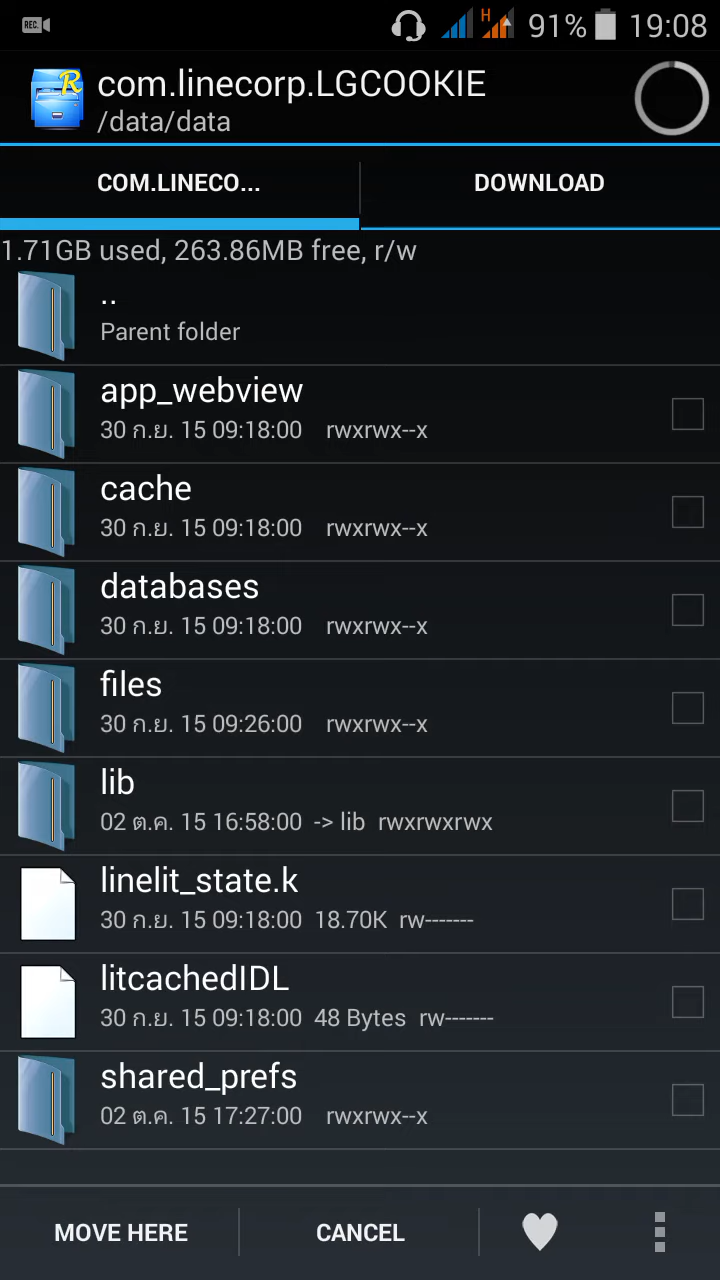 REC.
H
91% 19:08
R
com.linecorp.LGCOOKIE
/data/data
COM.LINECO... DOWNLOAD
1.71GB used, 263.86MB free, r/w
..
Parent folder
app_webview
30 ก.ย. 15 09:18:00 rwxrwx--x
cache
30 ก.ย. 15 09:18:00 rwxrwx--x
databases
30 ก.ย. 15 09:18:00 rwxrwx--x
files
30 ก.ย. 15 09:26:00 rwxrwx--x
lib
02 ต.ค. 15 16:58:00 -> lib rwxrwxrwx
linelit_state.k
30 ก.ย. 15 09:18:00 18.70K rw-------
litcachedIDL
30 ก.ย. 15 09:18:00 48 Bytes rw-------
shared_prefs
02 ต.ค. 15 17:27:00 rwxrwx--x
MOVE HERE CANCEL